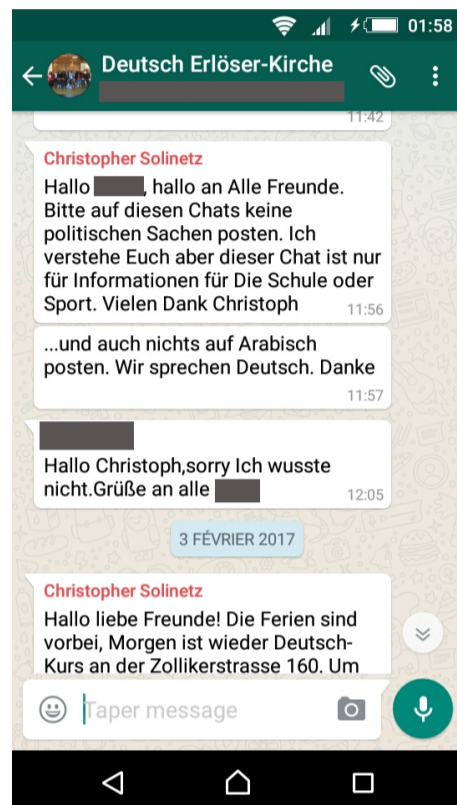 01:58
Deutsch Erlöser-Kirche
11:42
Christopher Solinetz
Hallo , hallo an Alle Freunde.
Bitte auf diesen Chats keine
politischen Sachen posten. Ich
verstehe Euch aber dieser Chat ist nur
für Informationen für Die Schule oder
Sport. Vielen Dank Christoph
11:56
...und auch nichts auf Arabisch
posten. Wir sprechen Deutsch. Danke
11:57
Hallo Christoph,sorry Ich wusste
nicht.Grüße an alle
12:05
3 FÉVRIER 2017
Christopher Solinetz
Hallo liebe Freunde! Die Ferien sind
vorbei, Morgen ist wieder Deutsch-
Kurs an der Zollikerstrasse 160. Um
Taper message